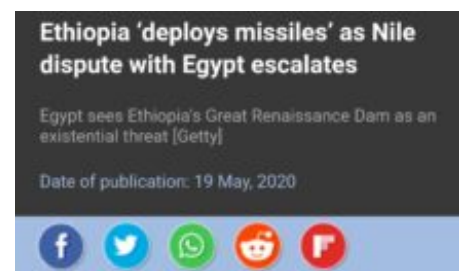 Ethiopia ‘deploys missiles’ as Nile
dispute with Egypt escalates
Egypt sees Ethiopia's Great Renaissance Dam as an
existential threat [Getty]
Date of publication: 19 May, 2020